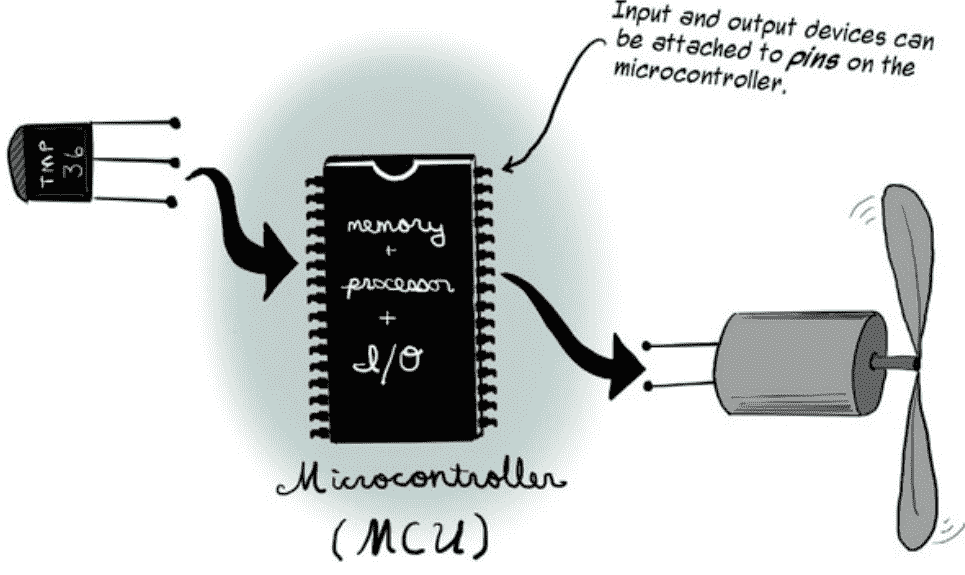 Input and output devices can
be attached to pins on the
microcontroller.
TMP
36
memory
+
processor
+
I/O
Microcontroller
(MCU)